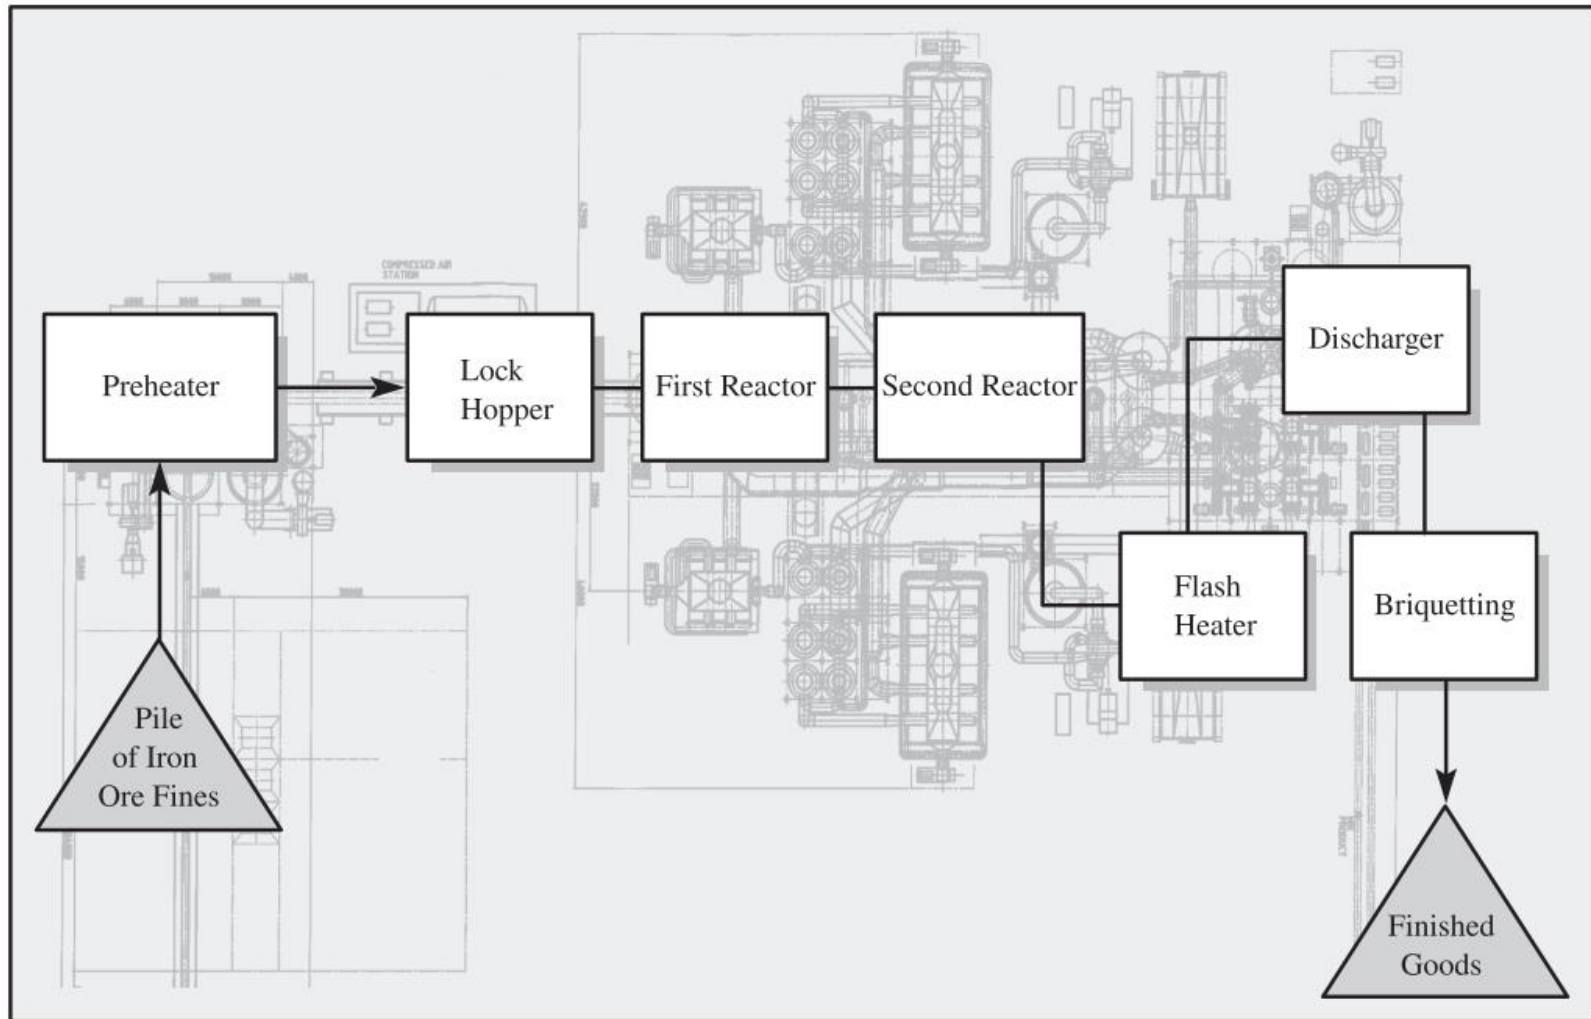 COMPRESSED AIR
STATION
Preheater
Lock
Hopper
First Reactor
Second Reactor
Discharger
Flash
Heater
Briquetting
Pile
of Iron
Ore Fines
PRODUCT
Finished
Goods